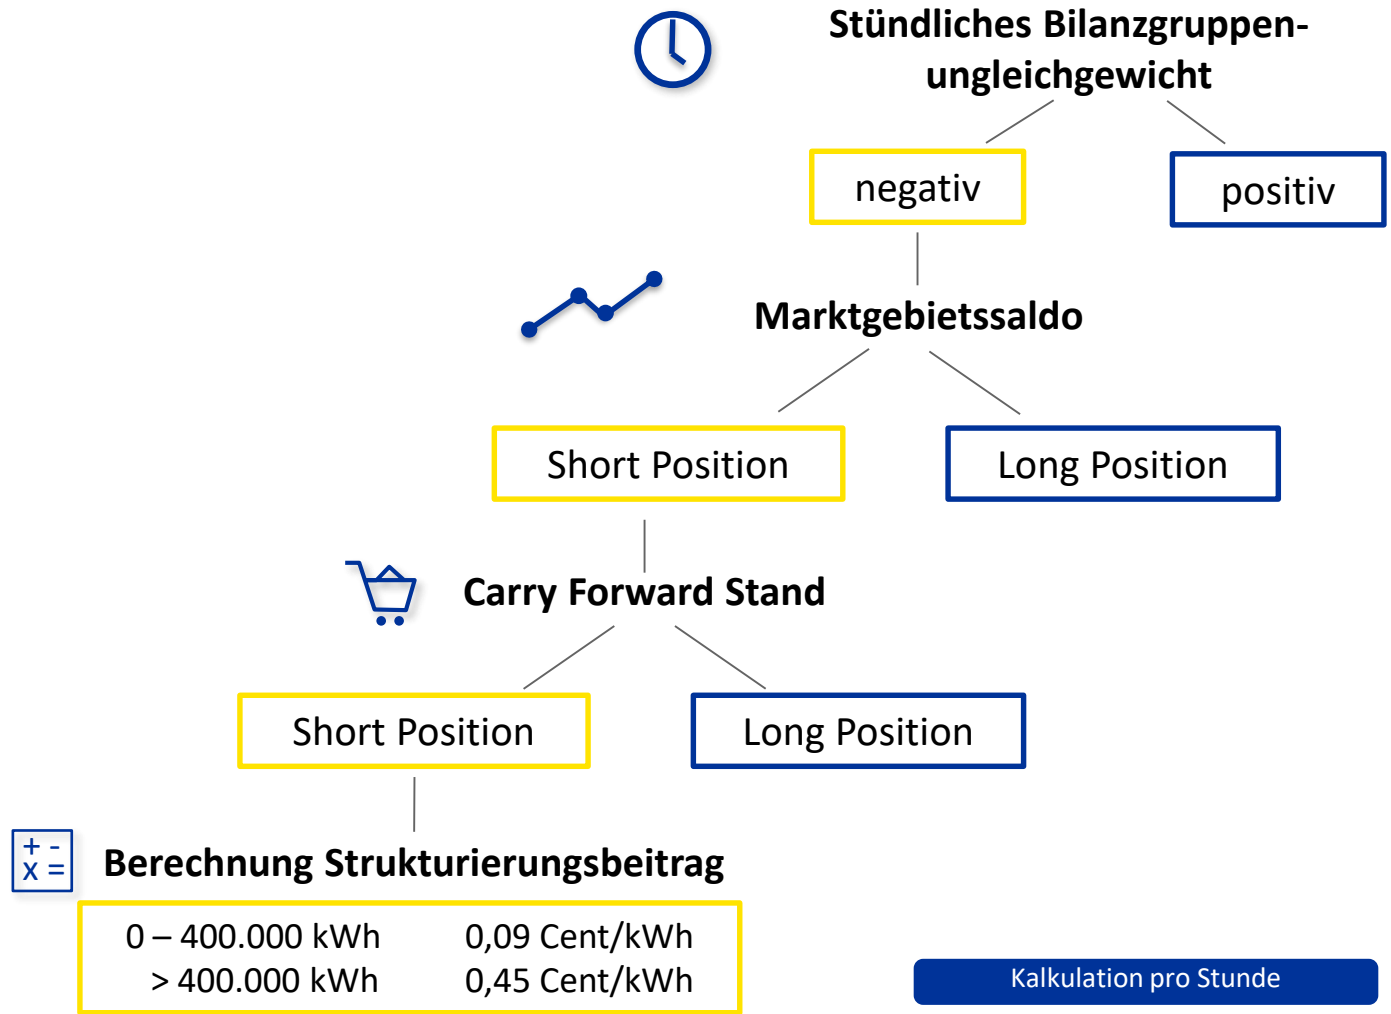 Stündliches Bilanzgruppen-
ungleichgewicht
negativ
positiv
Marktgebietssaldo
Short Position
Long Position
Carry Forward Stand
Short Position
Long Position
+ -
x =
Berechnung Strukturierungsbeitrag
0 – 400.000 kWh 0,09 Cent/kWh
> 400.000 kWh 0,45 Cent/kWh
Kalkulation pro Stunde